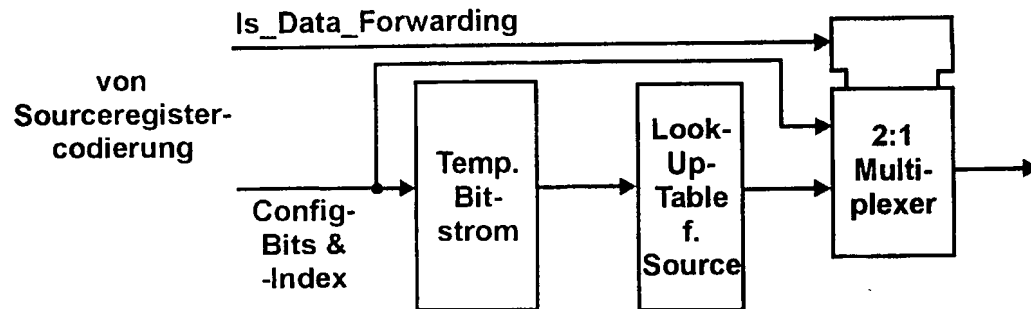 Is_Data_Forwarding
von
Sourceregister-
codierung
Config-
Bits &
-Index
Temp.
Bit-
strom
Look-
Up-
Table
f.
Source
2:1
Multi-
plexer